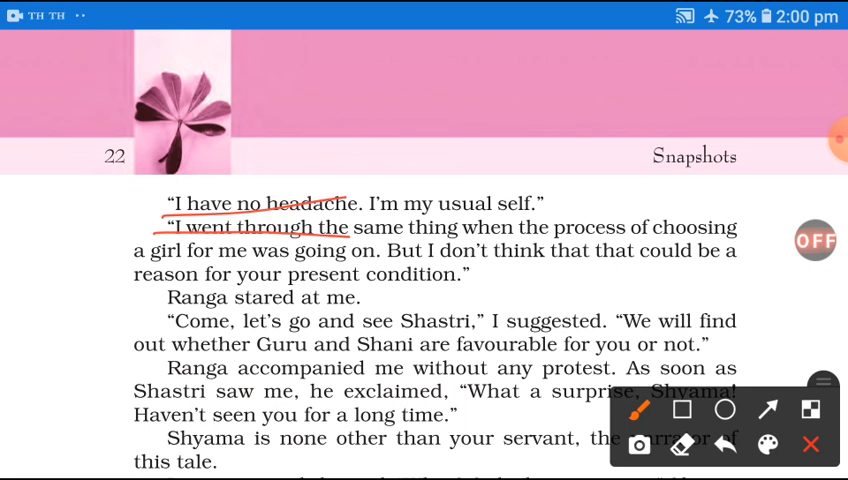 TH TH ··
73% 2:00 pm
22
Snapshots
“I have no headache. I’m my usual self.”
“I went through the same thing when the process of choosing
a girl for me was going on. But I don’t think that that could be a
reason for your present condition.”
Ranga stared at me.
“Come, let’s go and see Shastri,” I suggested. “We will find
out whether Guru and Shani are favourable for you or not.”
Ranga accompanied me without any protest. As soon as
Shastri saw me, he exclaimed, “What a surprise, Shyama!
Haven’t seen you for a long time.”
Shyama is none other than your servant, the narrator of
this tale.
OFF